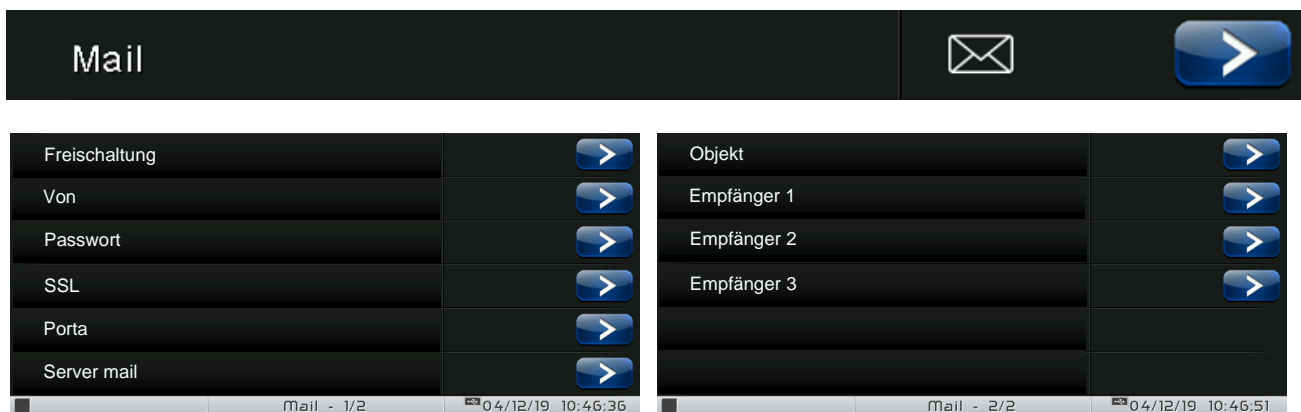 Mail
Freischaltung
Von
Passwort
SSL
Porta
Server mail
Mail - 1/2
04/12/19 10:46:36
Objekt
Empfänger 1
Empfänger 2
Empfänger 3
Mail - 2/2
04/12/19 10:46:51